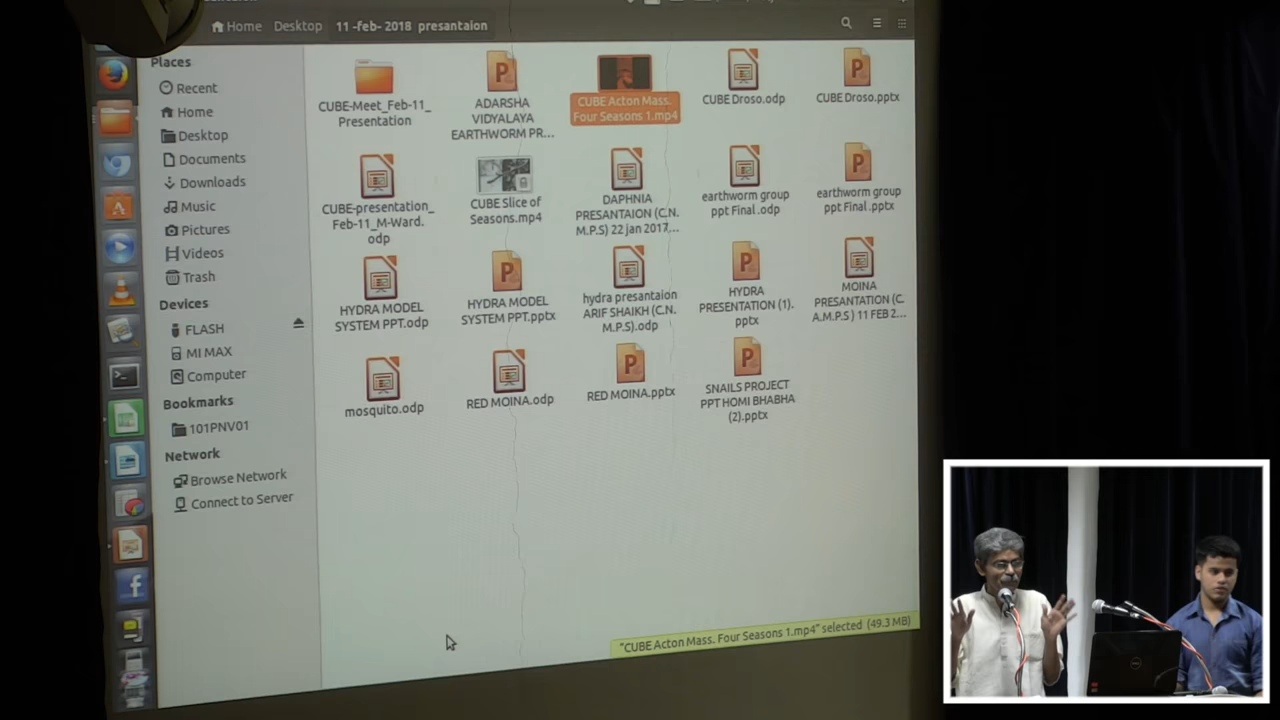 Home Desktop 11 -feb- 2018 presantaion
Places
Recent
Home
Desktop
Documents
Downloads
Music
Pictures
Videos
Trash
Devices
FLASH
MI MAX
Computer
Bookmarks
101PNV01
Network
Browse Network
Connect to Server
CUBE-Meet_Feb-11_
Presentation
ADARSHA
VIDYALAYA
EARTHWORM PR...
CUBE Acton Mass.
Four Seasons 1.mp4
CUBE Droso.odp
CUBE Droso.pptx
CUBE-presentation_
Feb-11_M-Ward.
odp
CUBE Slice of
Seasons.mp4
DAPHNIA
PRESANTAION (C.N.
M.P.S) 22 jan 2017,...
earthworm group
ppt Final .odp
earthworm group
ppt Final .pptx
HYDRA MODEL
SYSTEM PPT.odp
HYDRA MODEL
SYSTEM PPT.pptx
hydra presantaion
ARIF SHAIKH (C.N.
M.P.S).odp
HYDRA
PRESENTATION (1).
pptx
MOINA
PRESANTATION (C.
A.M.P.S ) 11 FEB 2...
mosquito.odp
RED MOINA.odp
RED MOINA.pptx
SNAILS PROJECT
PPT HOMI BHABHA
(2).pptx
"CUBE Acton Mass. Four Seasons 1.mp4" selected (49.3 MB)